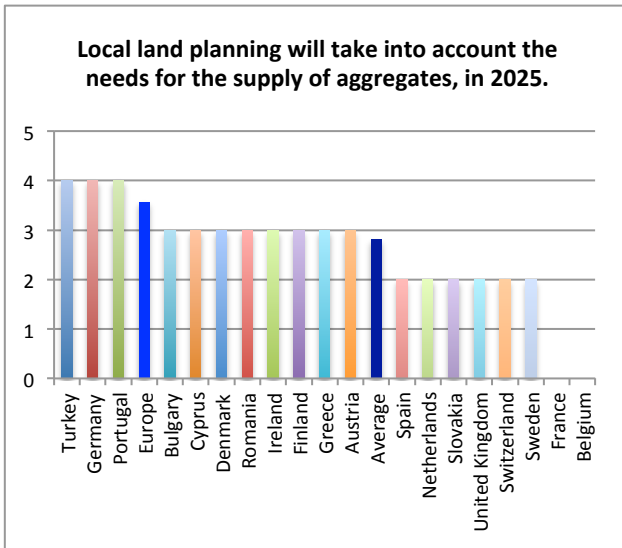 Local land planning will take into account the
needs for the supply of aggregates, in 2025.
5
4
3
2
1
0
Turkey
Germany
Portugal
Europe
Bulgary
Cyprus
Denmark
Romania
Ireland
Finland
Greece
Austria
Average
Spain
Netherlands
Slovakia
United Kingdom
Switzerland
Sweden
France
Belgium